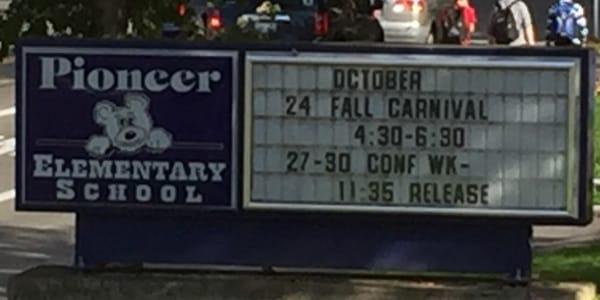 Pioneer
ELEMENTARY
SCHOOL
OCTOBER
24 FALL CARNIVAL
4:30-6:30
27-30 CONF WK-
11:35 RELEASE